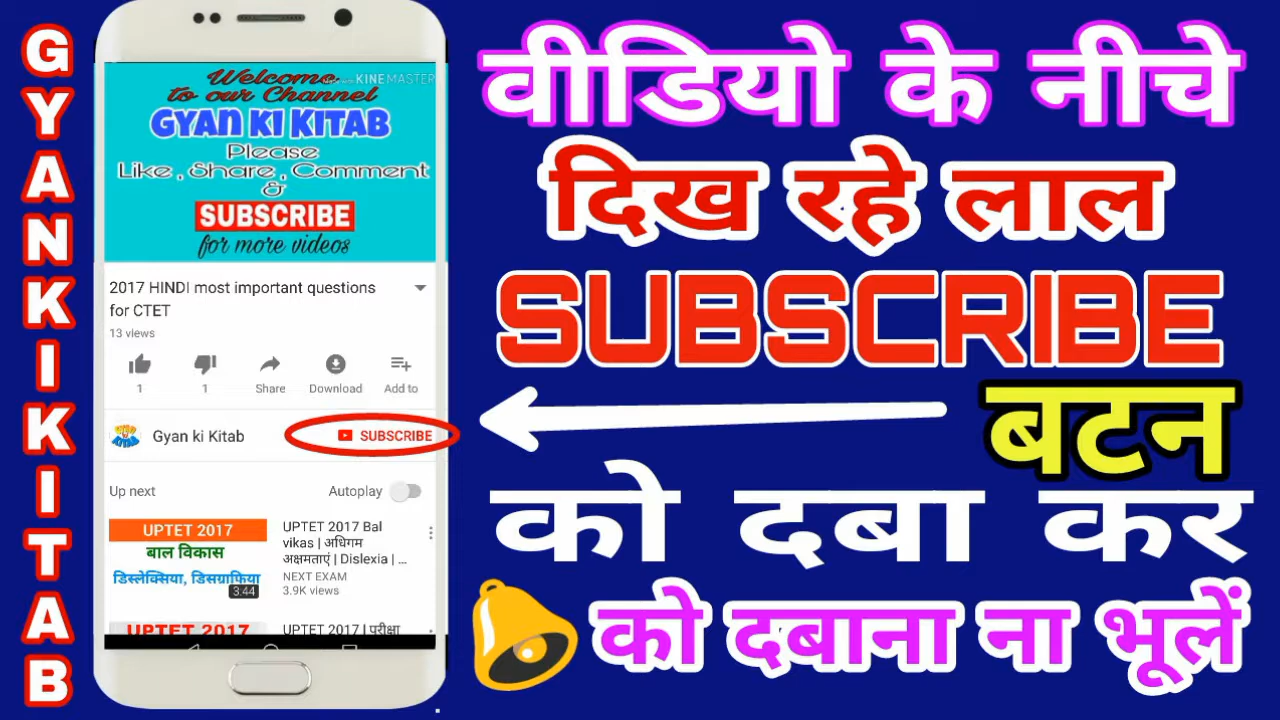 GYANKIKITAB
Welcome
to our Channel
KINEMASTER
GYAN KI KITAB
Please
Like , Share , Comment
&
SUBSCRIBE
for more videos
2017 HINDI most important questions
for CTET
13 views
1
1
Share
Download
Add to
Gyan ki Kitab
SUBSCRIBE
Up next
Autoplay
UPTET 2017
बाल विकास
डिस्लेक्सिया, डिसग्राफिया
3:44
UPTET 2017 Bal
vikas | अधिगम
अक्षमताएं | Dislexia | ...
NEXT EXAM
3.9K views
UPTET 2017
UPTET 2017 | परीक्षा
वीडियो के नीचे
दिख रहे लाल
SUBSCRIBE
बटन
को दबा कर
को दबाना ना भूलें